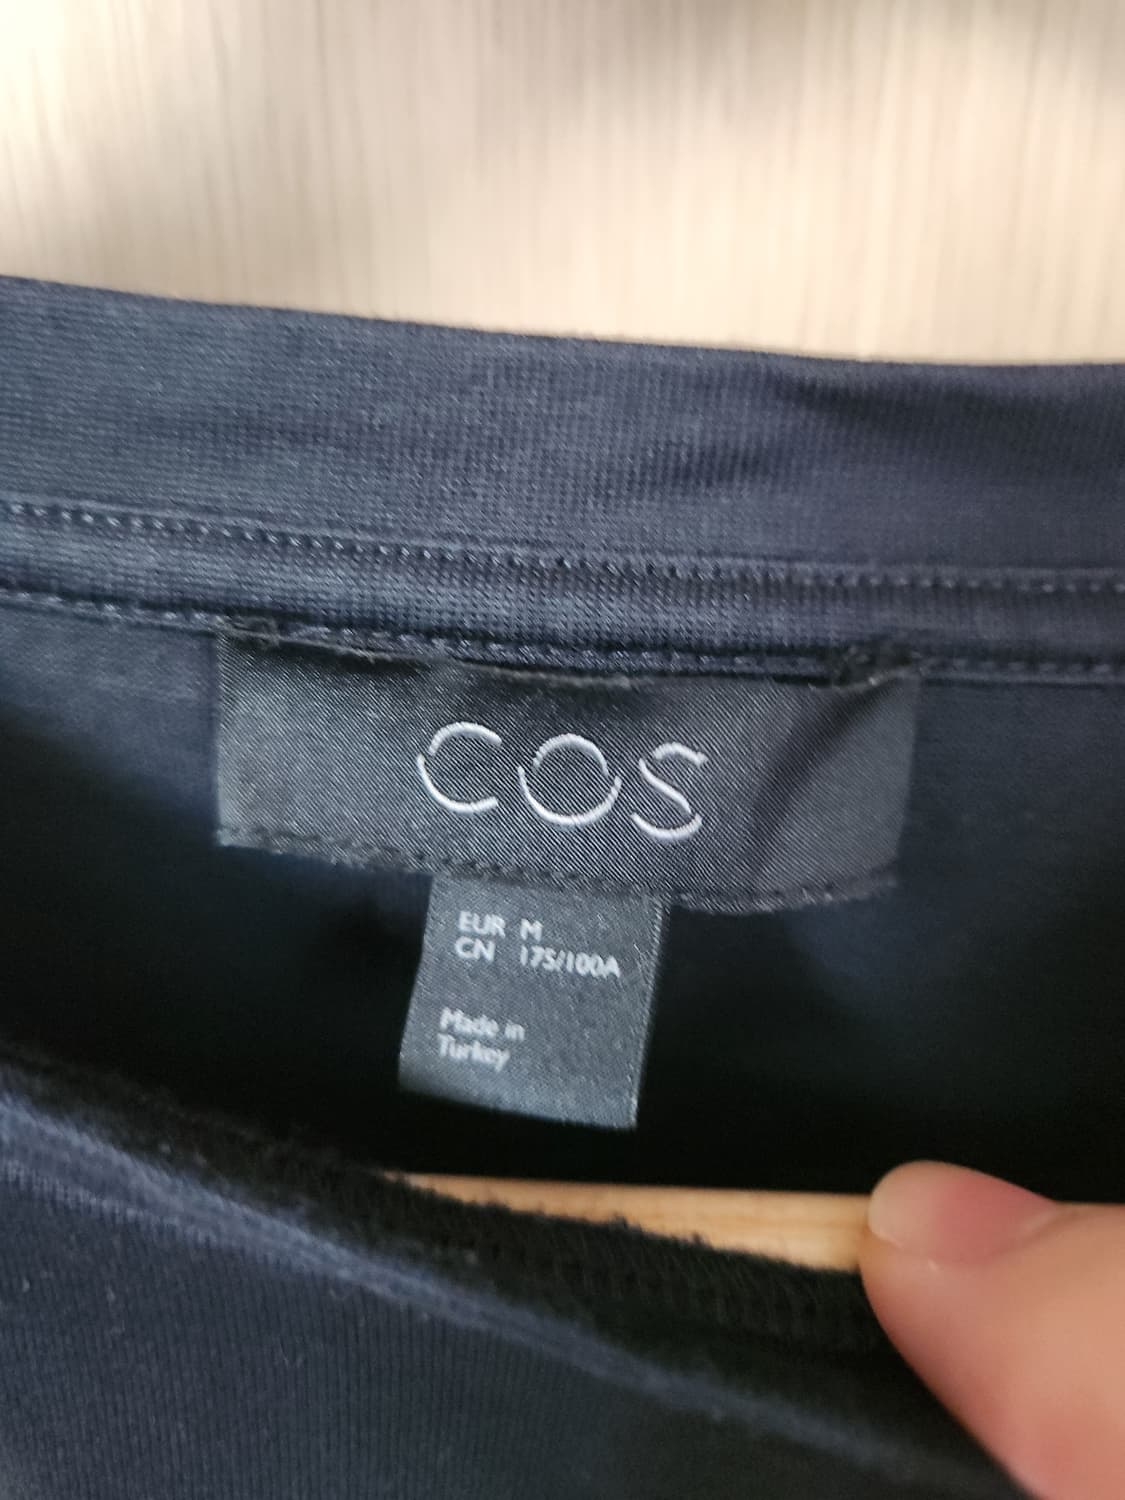 COS
EUR M
CN 175/100A
Made in
Turkey